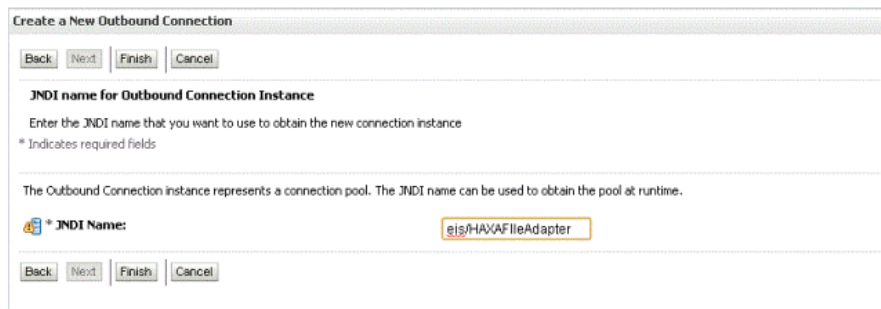 Create a New Outbound Connection
Back Next Finish Cancel
JNDI name for Outbound Connection Instance
Enter the JNDI name that you want to use to obtain the new connection instance
* Indicates required fields
The Outbound Connection instance represents a connection pool. The JNDI name can be used to obtain the pool at runtime.
* JNDI Name: eis/HAXAFIleAdapter
Back Next Finish Cancel